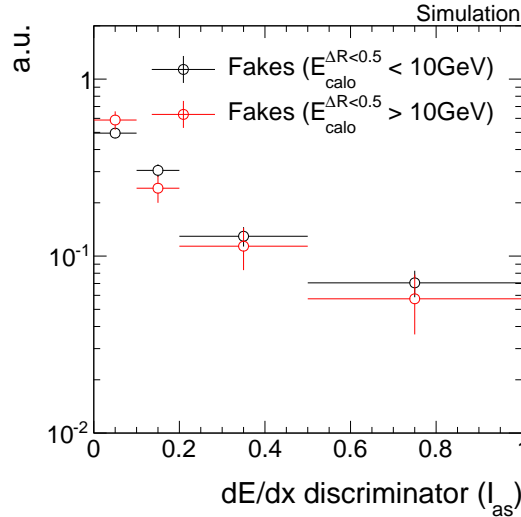 Simulation
a.u.
1
Fakes (E^{ΔR<0.5}_{calo} < 10GeV)
Fakes (E^{ΔR<0.5}_{calo} > 10GeV)
10^{-1}
10^{-2}
0 0.2 0.4 0.6 0.8 1
dE/dx discriminator (I_{as})